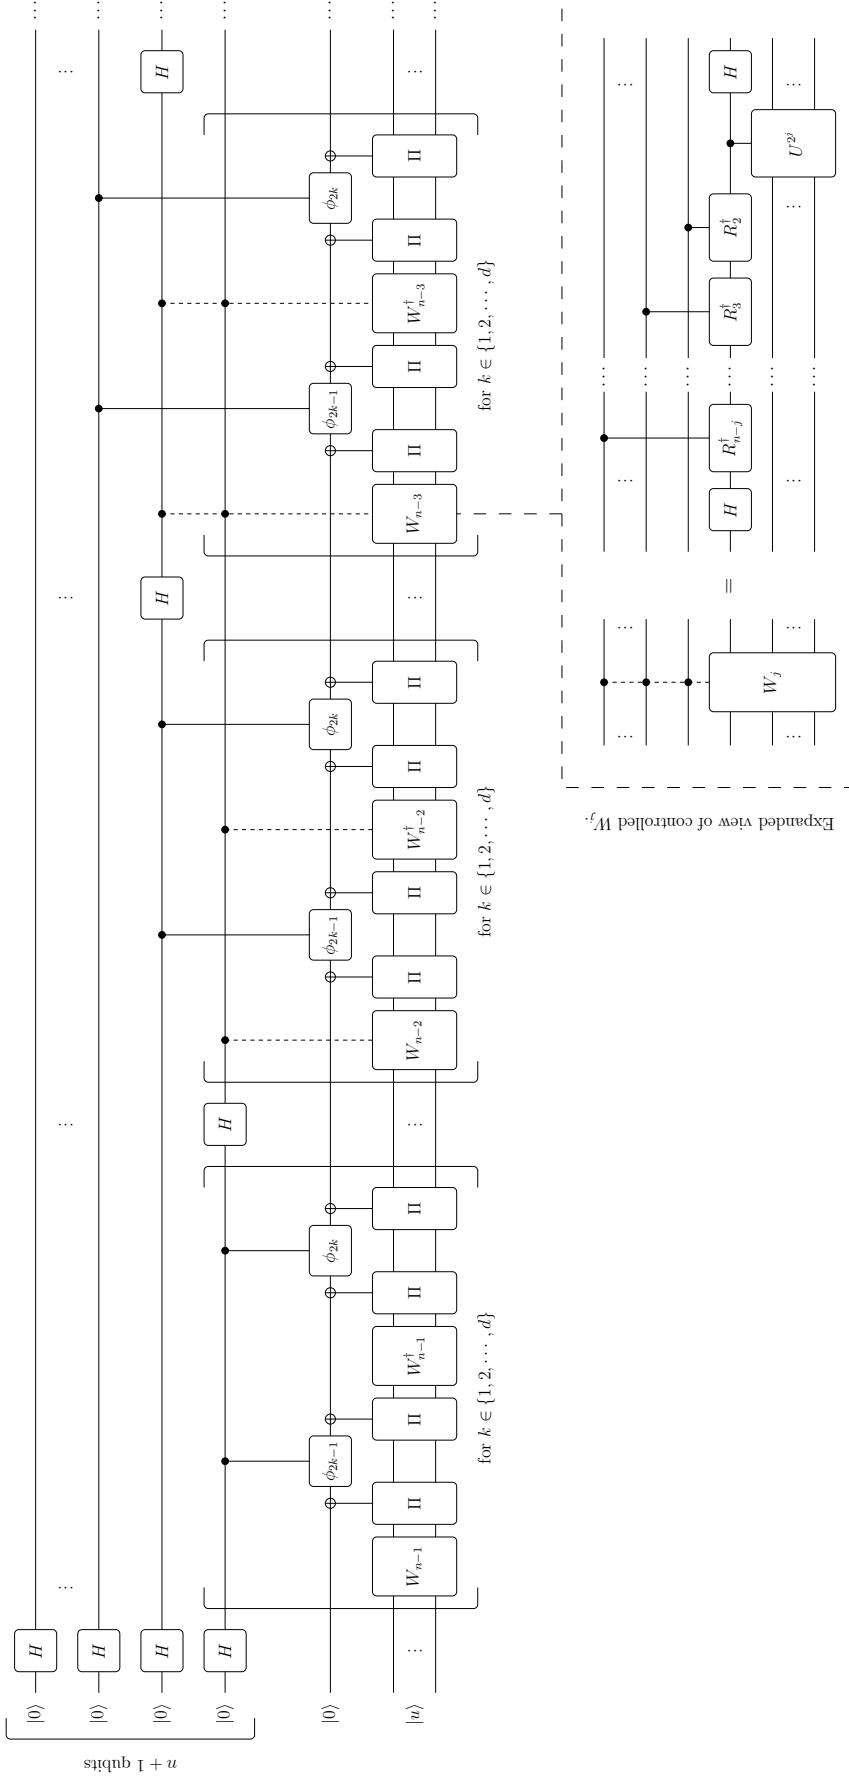 n + 1 qubits
|0⟩ H ⋯
|0⟩ H ⋯
|0⟩ H H H ⋯
|0⟩ H H ⋯
|0⟩ ϕ_{2k−1} ϕ_{2k} ϕ_{2k−1} ϕ_{2k} ϕ_{2k−1} ϕ_{2k} ⋯
|u⟩ W_{n−1} Π Π W†_{n−1} Π Π W_{n−2} Π Π W†_{n−2} Π Π W_{n−3} Π Π W†_{n−3} Π Π ⋯
for k ∈ {1, 2, ⋯ , d}
for k ∈ {1, 2, ⋯ , d}
for k ∈ {1, 2, ⋯ , d}
Expanded view of controlled W_j.
W_j = H R†_{n−j} ⋯ R†_3 R†_2 U^{2^j} H